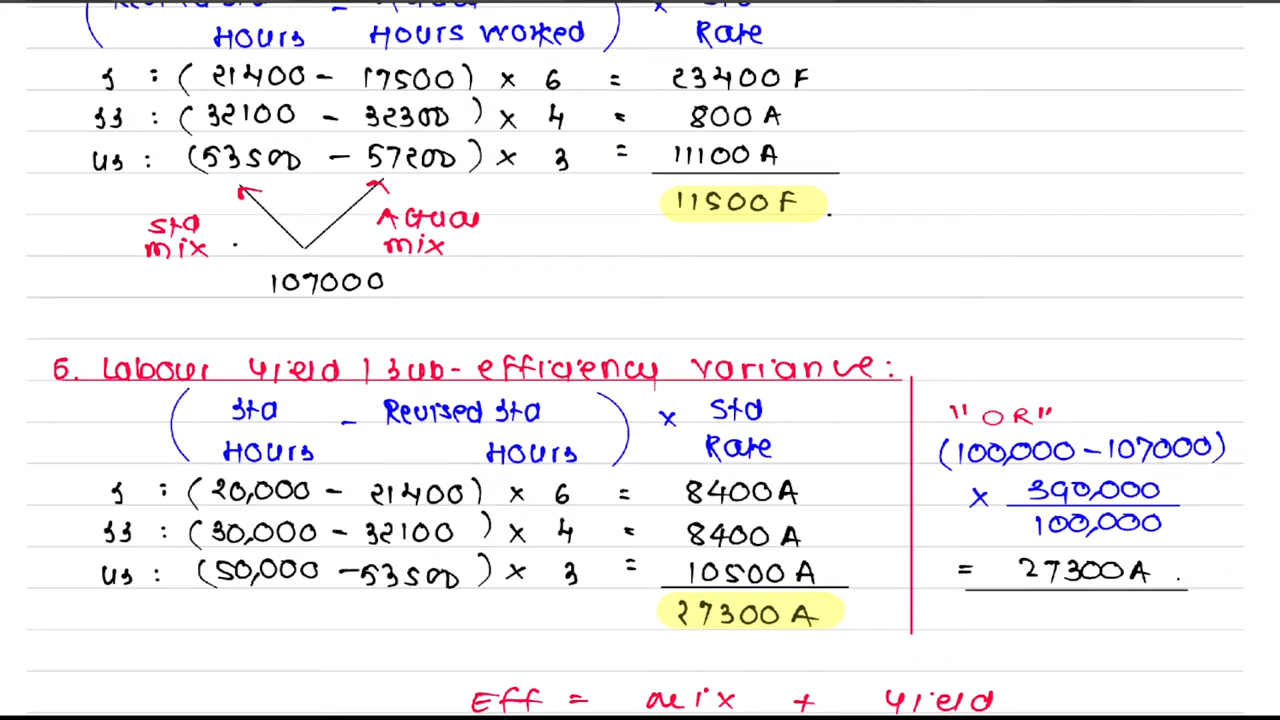 HOURS HOURS worked ) Rate
S : ( 21400 - 17500 ) × 6 = 23400 F
SS : ( 32100 - 32300 ) × 4 = 800 A
US : ( 53500 - 57200 ) × 3 = 11100 A
11500 F
Std Actual
mix mix
107000
6. Labour Yield / Sub-efficiency variance:
( Std - Revised Std ) × Std
HOURS HOURS Rate
S : ( 20,000 - 21400 ) × 6 = 8400 A
SS : ( 30,000 - 32100 ) × 4 = 8400 A
US : ( 50,000 - 53500 ) × 3 = 10500 A
27300 A
"OR"
(100,000 - 107000)
× 390,000
100,000
= 27300 A .
Eff = mix + Yield